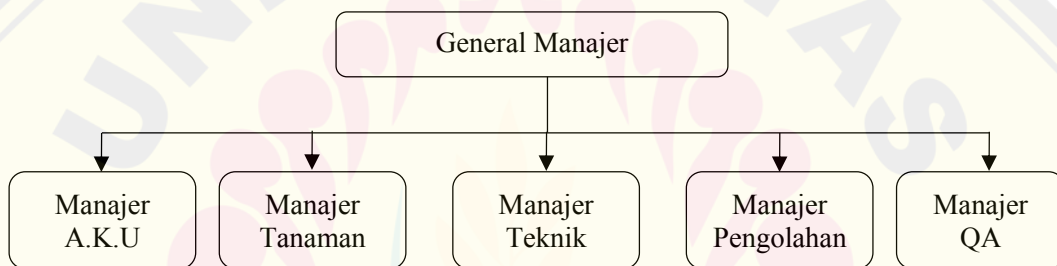 General Manajer
Manajer
A.K.U
Manajer
Tanaman
Manajer
Teknik
Manajer
Pengolahan
Manajer
QA